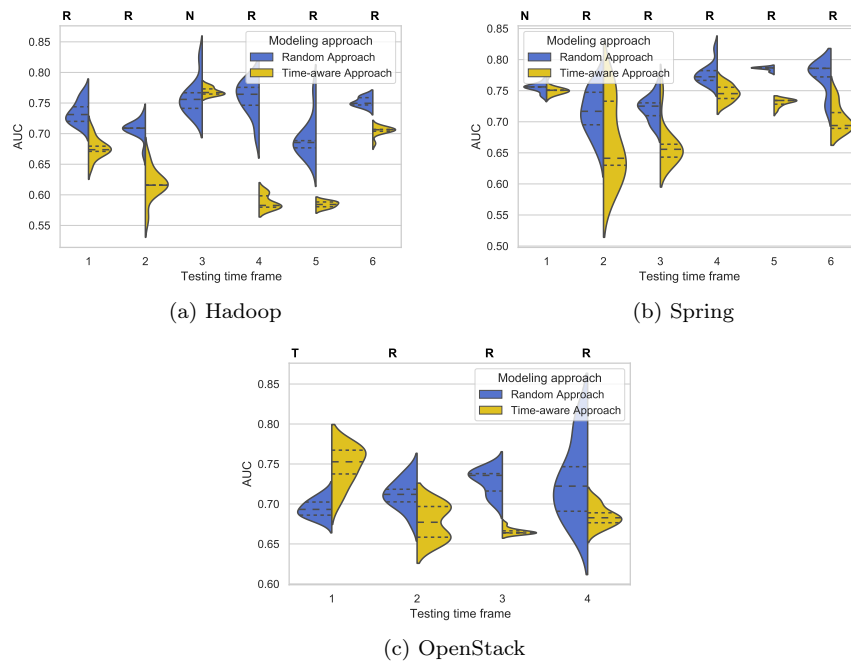 R R N R R R
Modeling approach
Random Approach
Time-aware Approach
AUC
0.85
0.80
0.75
0.70
0.65
0.60
0.55
1 2 3 4 5 6
Testing time frame
(a) Hadoop
N R R R R R
Modeling approach
Random Approach
Time-aware Approach
AUC
0.85
0.80
0.75
0.70
0.65
0.60
0.55
0.50
1 2 3 4 5 6
Testing time frame
(b) Spring
T R R R
Modeling approach
Random Approach
Time-aware Approach
AUC
0.85
0.80
0.75
0.70
0.65
0.60
1 2 3 4
Testing time frame
(c) OpenStack